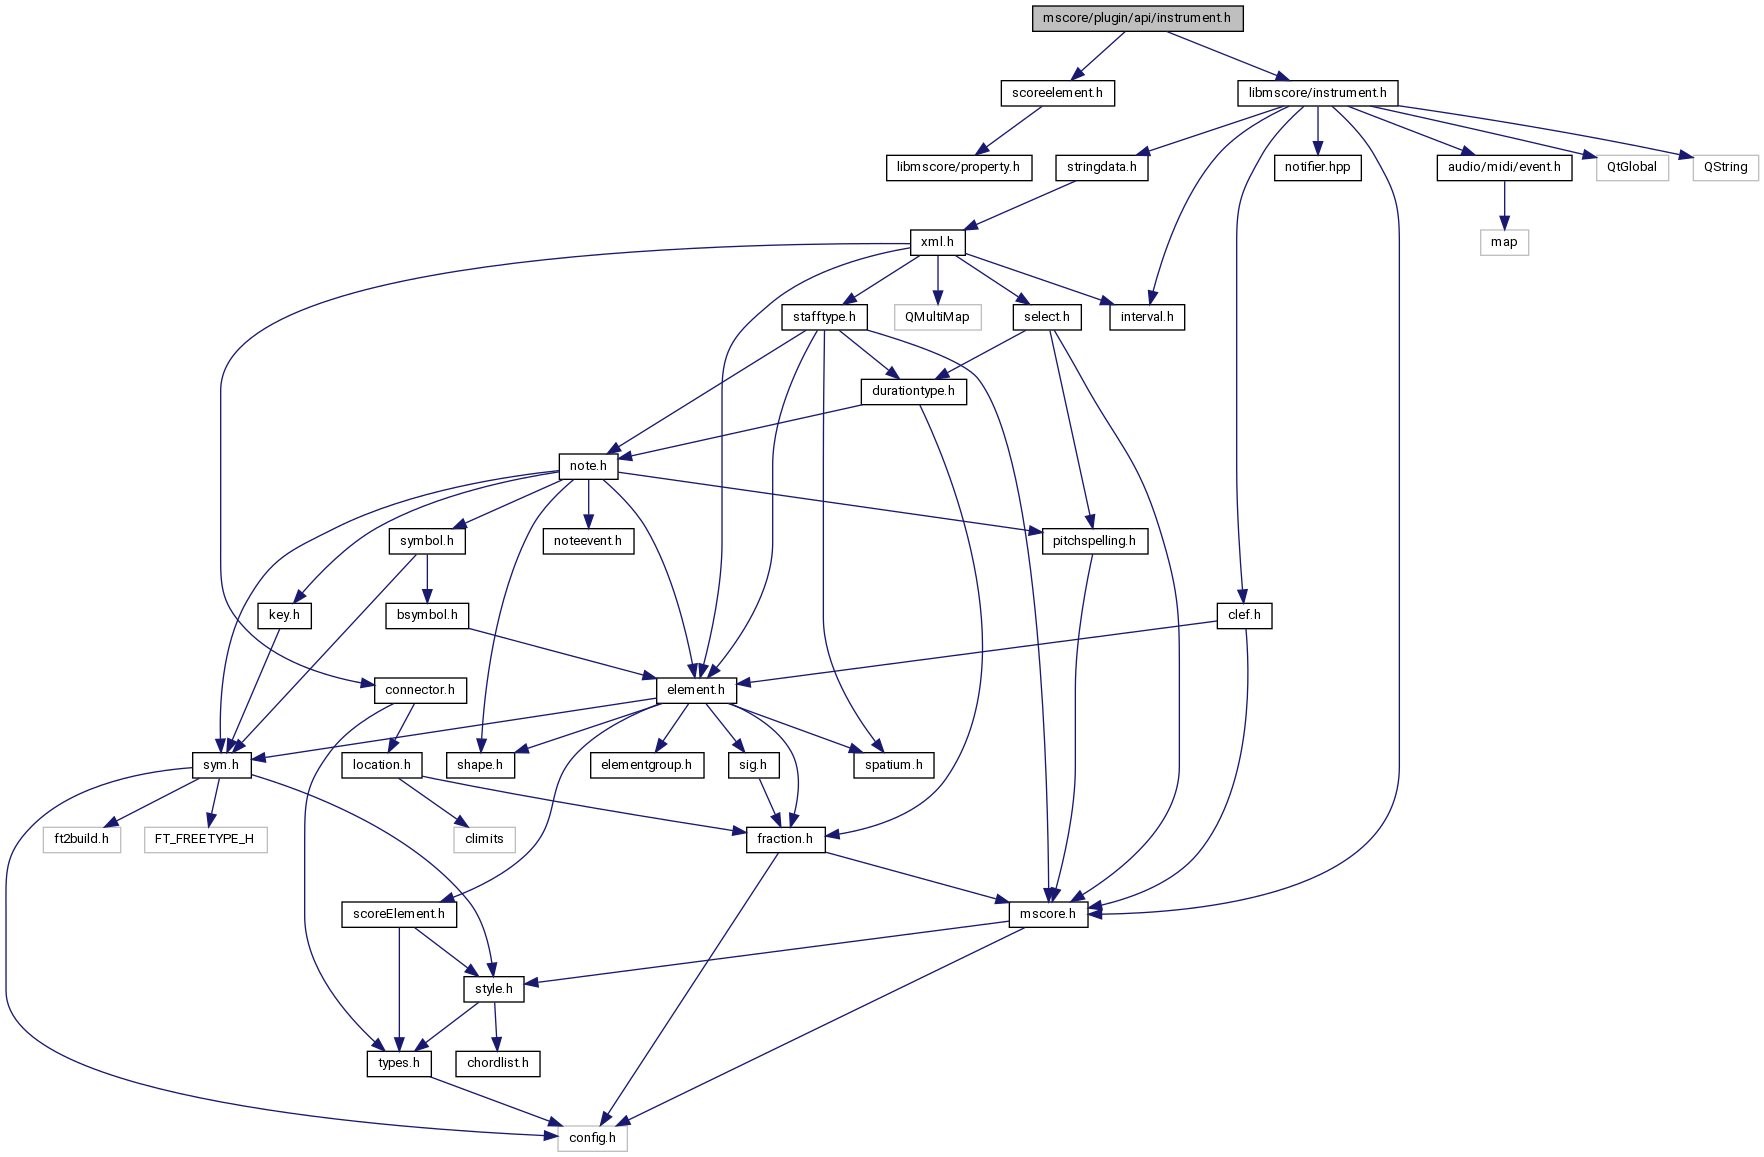 mscore/plugin/api/instrument.h
scoreelement.h
libmscore/instrument.h
libmscore/property.h
stringdata.h
notifier.hpp
audio/midi/event.h
QtGlobal
QString
xml.h
map
stafftype.h
QMultiMap
select.h
interval.h
durationtype.h
note.h
symbol.h
noteevent.h
pitchspelling.h
key.h
bsymbol.h
clef.h
connector.h
element.h
sym.h
location.h
shape.h
elementgroup.h
sig.h
spatium.h
ft2build.h
FT_FREETYPE_H
climits
fraction.h
scoreElement.h
mscore.h
style.h
types.h
chordlist.h
config.h